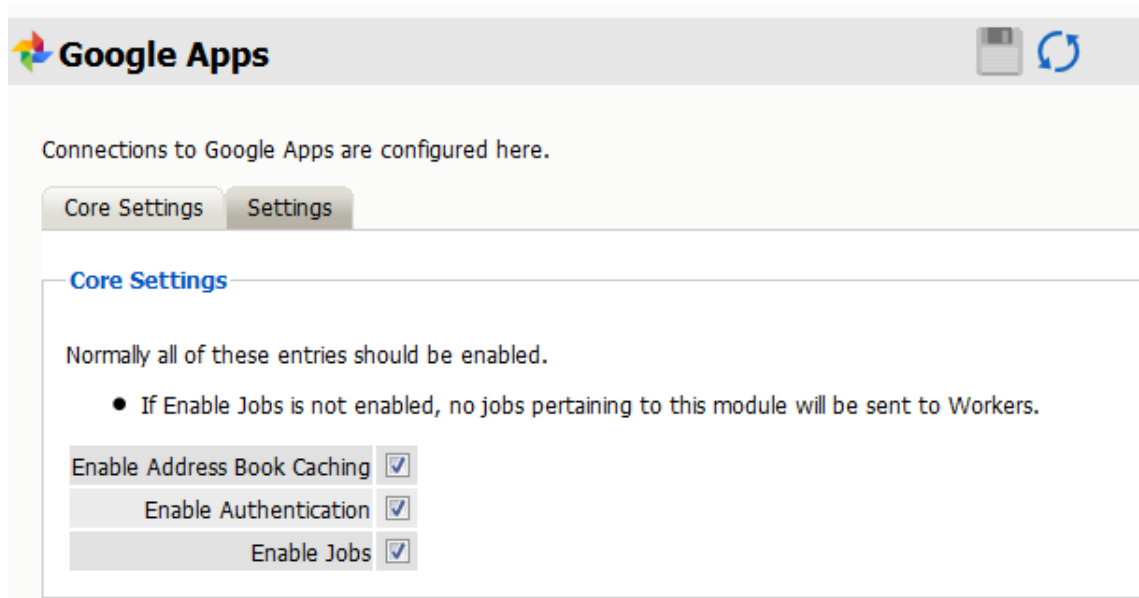 Google Apps
Connections to Google Apps are configured here.
Core Settings Settings
Core Settings
Normally all of these entries should be enabled.
• If Enable Jobs is not enabled, no jobs pertaining to this module will be sent to Workers.
Enable Address Book Caching
Enable Authentication
Enable Jobs